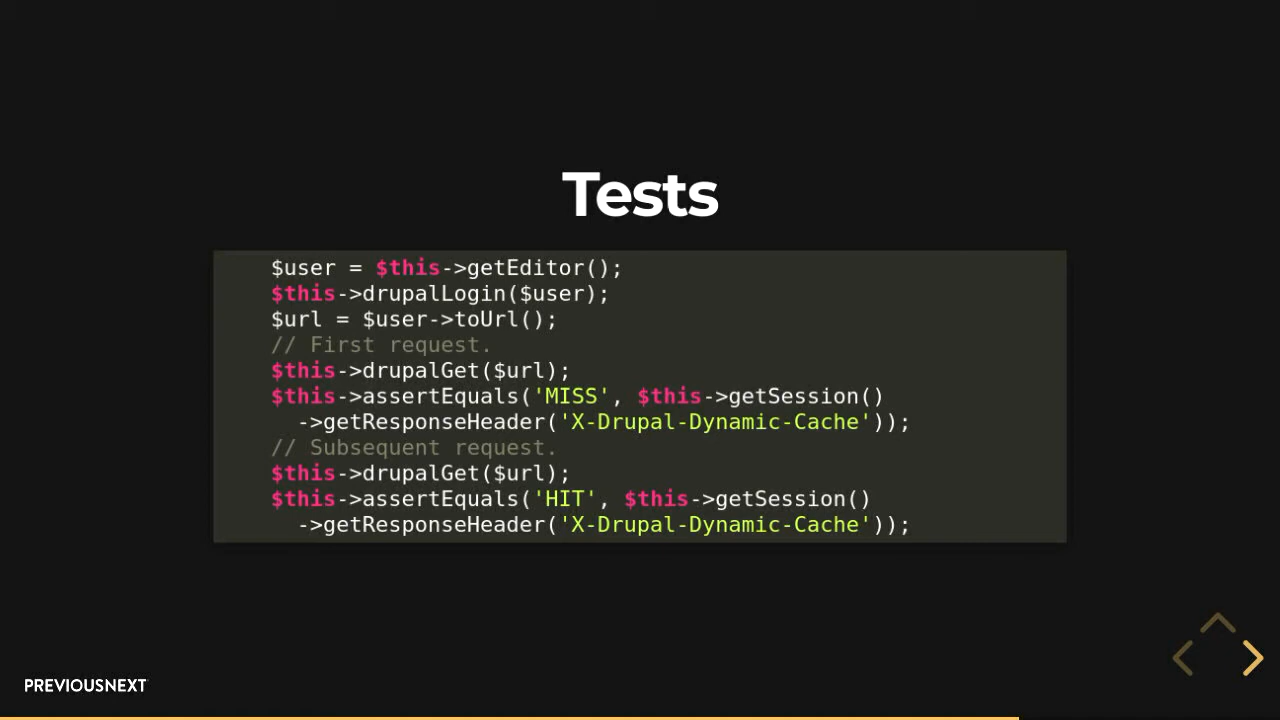 Tests
$user = $this->getEditor();
$this->drupalLogin($user);
$url = $user->toUrl();
// First request.
$this->drupalGet($url);
$this->assertEquals('MISS', $this->getSession()
->getResponseHeader('X-Drupal-Dynamic-Cache'));
// Subsequent request.
$this->drupalGet($url);
$this->assertEquals('HIT', $this->getSession()
->getResponseHeader('X-Drupal-Dynamic-Cache'));
PREVIOUSNEXT